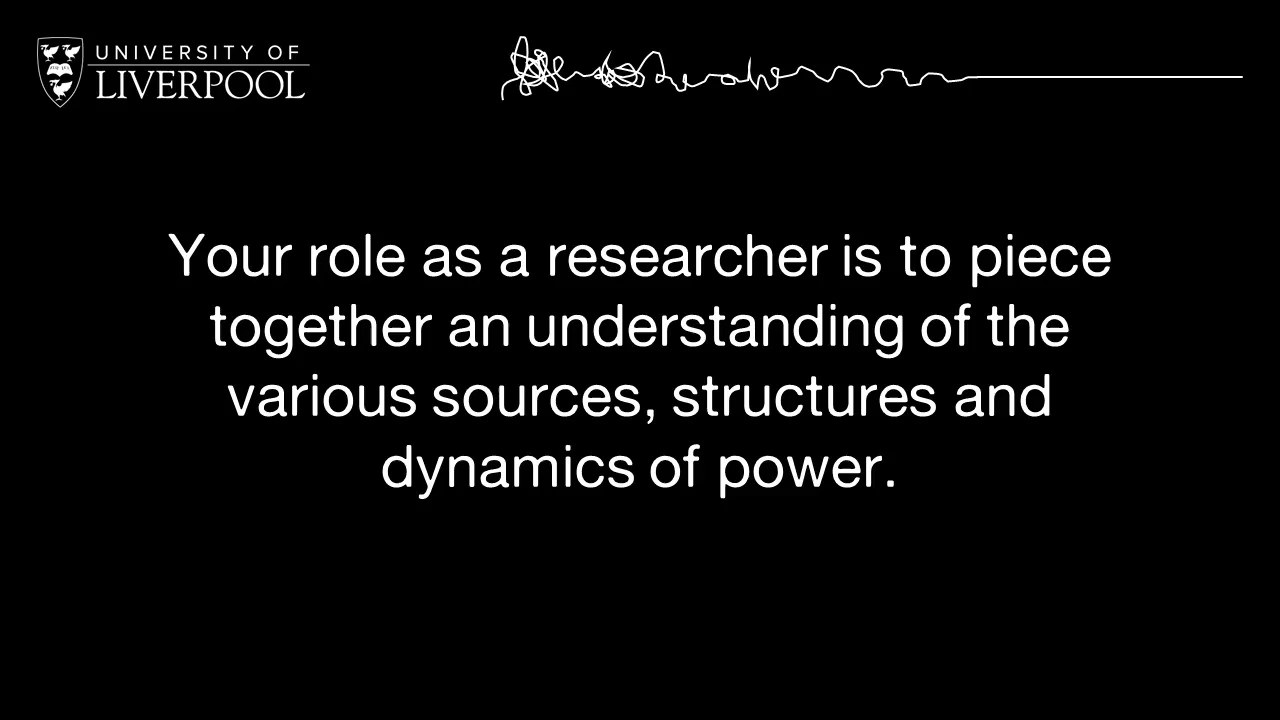 UNIVERSITY OF
LIVERPOOL
Your role as a researcher is to piece
together an understanding of the
various sources, structures and
dynamics of power.